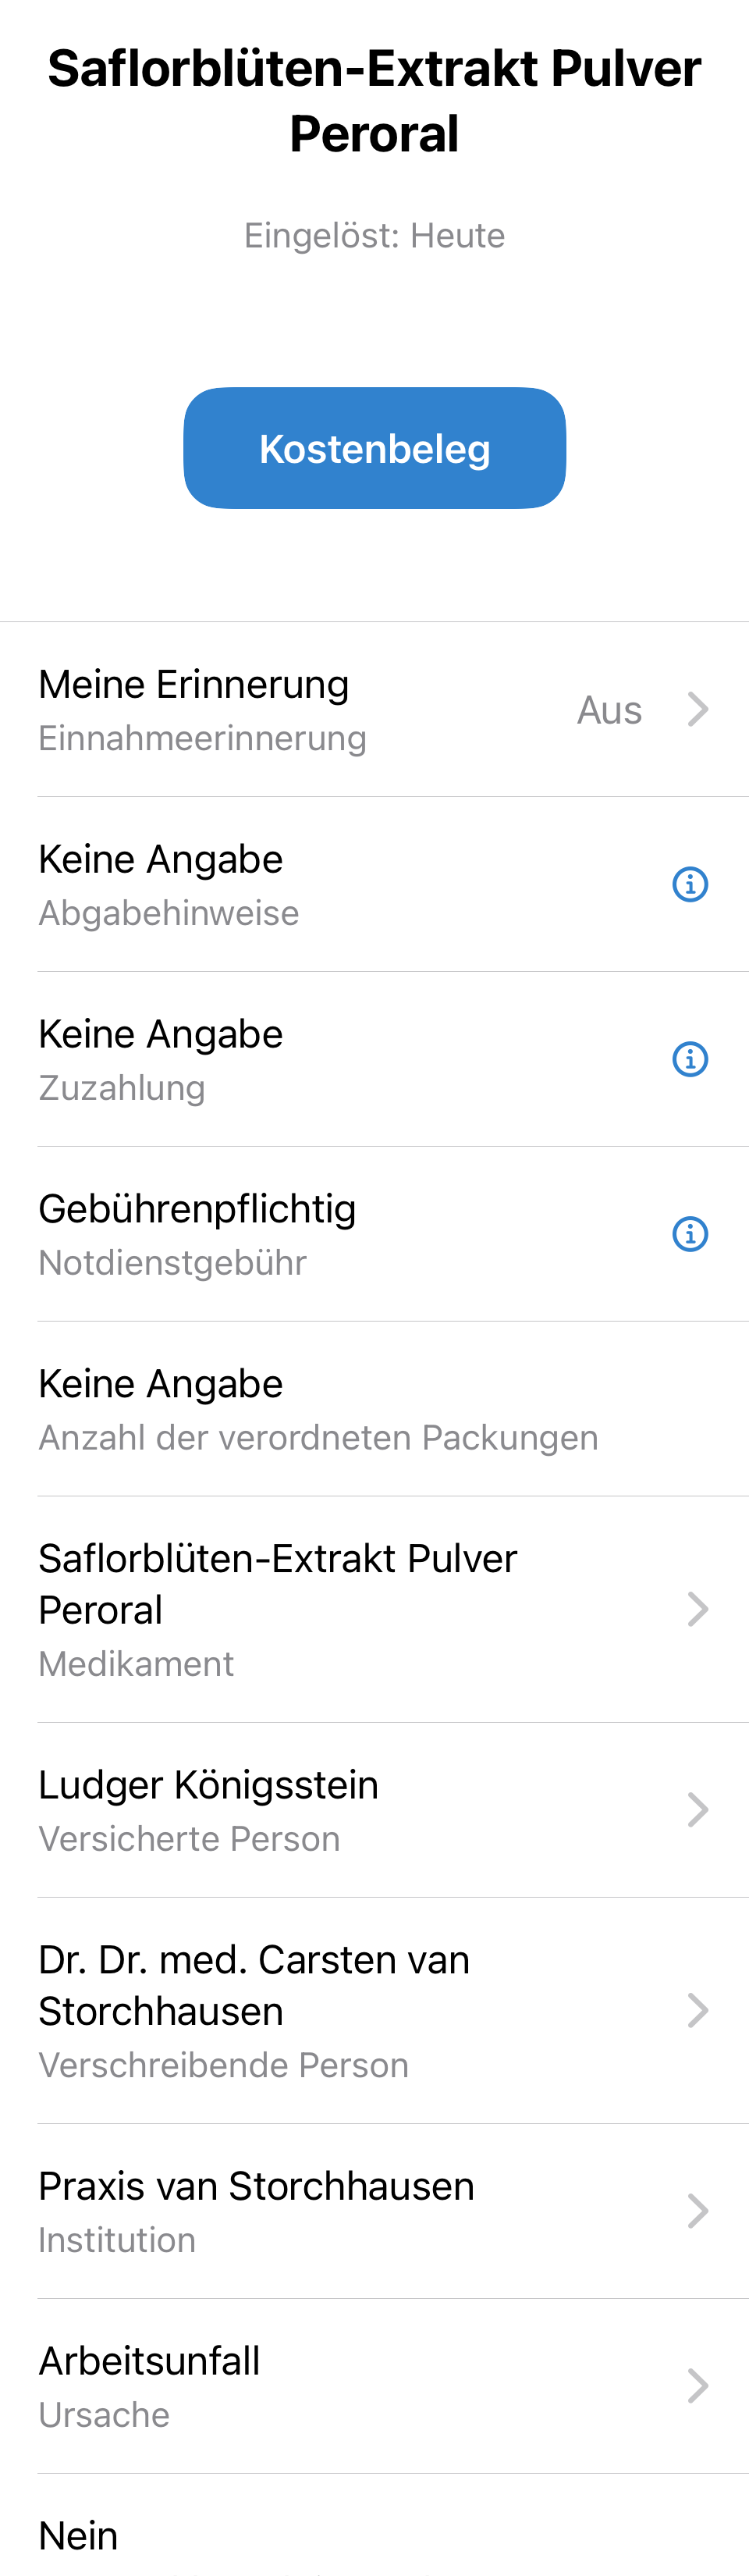 Saflorblüten-Extrakt Pulver
Peroral
Eingelöst: Heute
Kostenbeleg
Meine Erinnerung
Einnahmeerinnerung
Aus
Keine Angabe
Abgabehinweise
Keine Angabe
Zuzahlung
Gebührenpflichtig
Notdienstgebühr
Keine Angabe
Anzahl der verordneten Packungen
Saflorblüten-Extrakt Pulver
Peroral
Medikament
Ludger Königsstein
Versicherte Person
Dr. Dr. med. Carsten van
Storchhausen
Verschreibende Person
Praxis van Storchhausen
Institution
Arbeitsunfall
Ursache
Nein